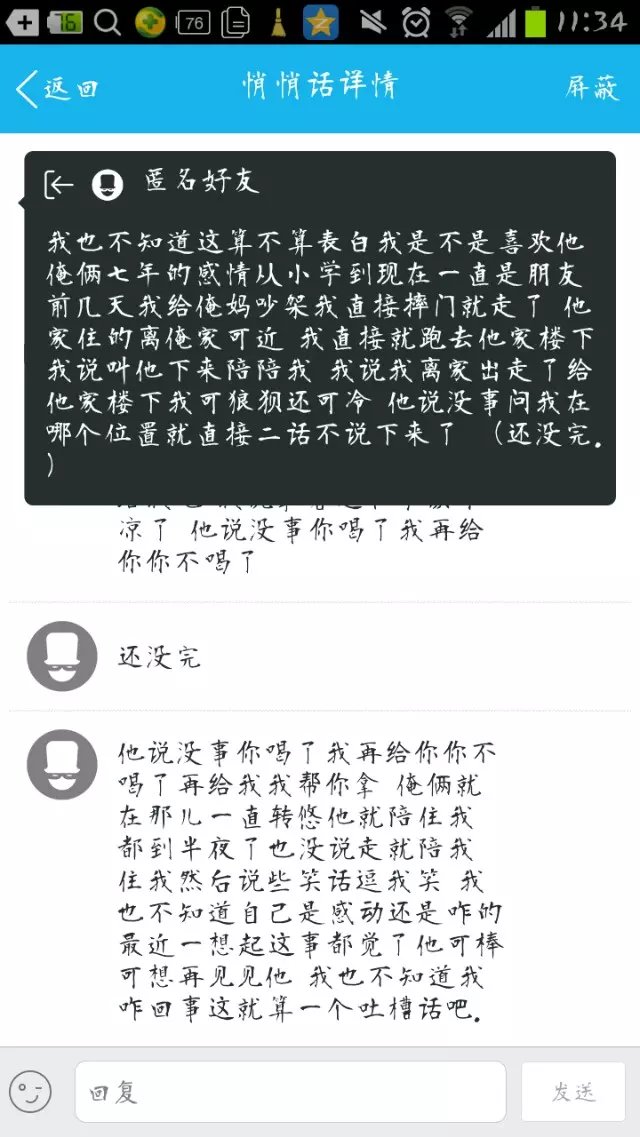 76
76
11:34
返回
悄悄话详情
屏蔽
匿名好友
我也不知道这算不算表白我是不是喜欢他
俺俩七年的感情从小学到现在一直是朋友
前几天我给俺妈吵架我直接摔门就走了 他
家住的离俺家可近 我直接就跑去他家楼下
我说叫他下来陪陪我 我说我离家出走了给
他家楼下我可狼狈还可冷 他说没事问我在
哪个位置就直接二话不说下来了 （还没完.
）
凉了 他说没事你喝了我再给
你你不喝了
还没完
他说没事你喝了我再给你你不
喝了再给我我帮你拿 俺俩就
在那儿一直转悠他就陪住我
都到半夜了也没说走就陪我
住我然后说些笑话逗我笑 我
也不知道自己是感动还是咋的
最近一想起这事都觉了他可棒
可想再见见他 我也不知道我
咋回事这就算一个吐槽话吧.
回复
发送